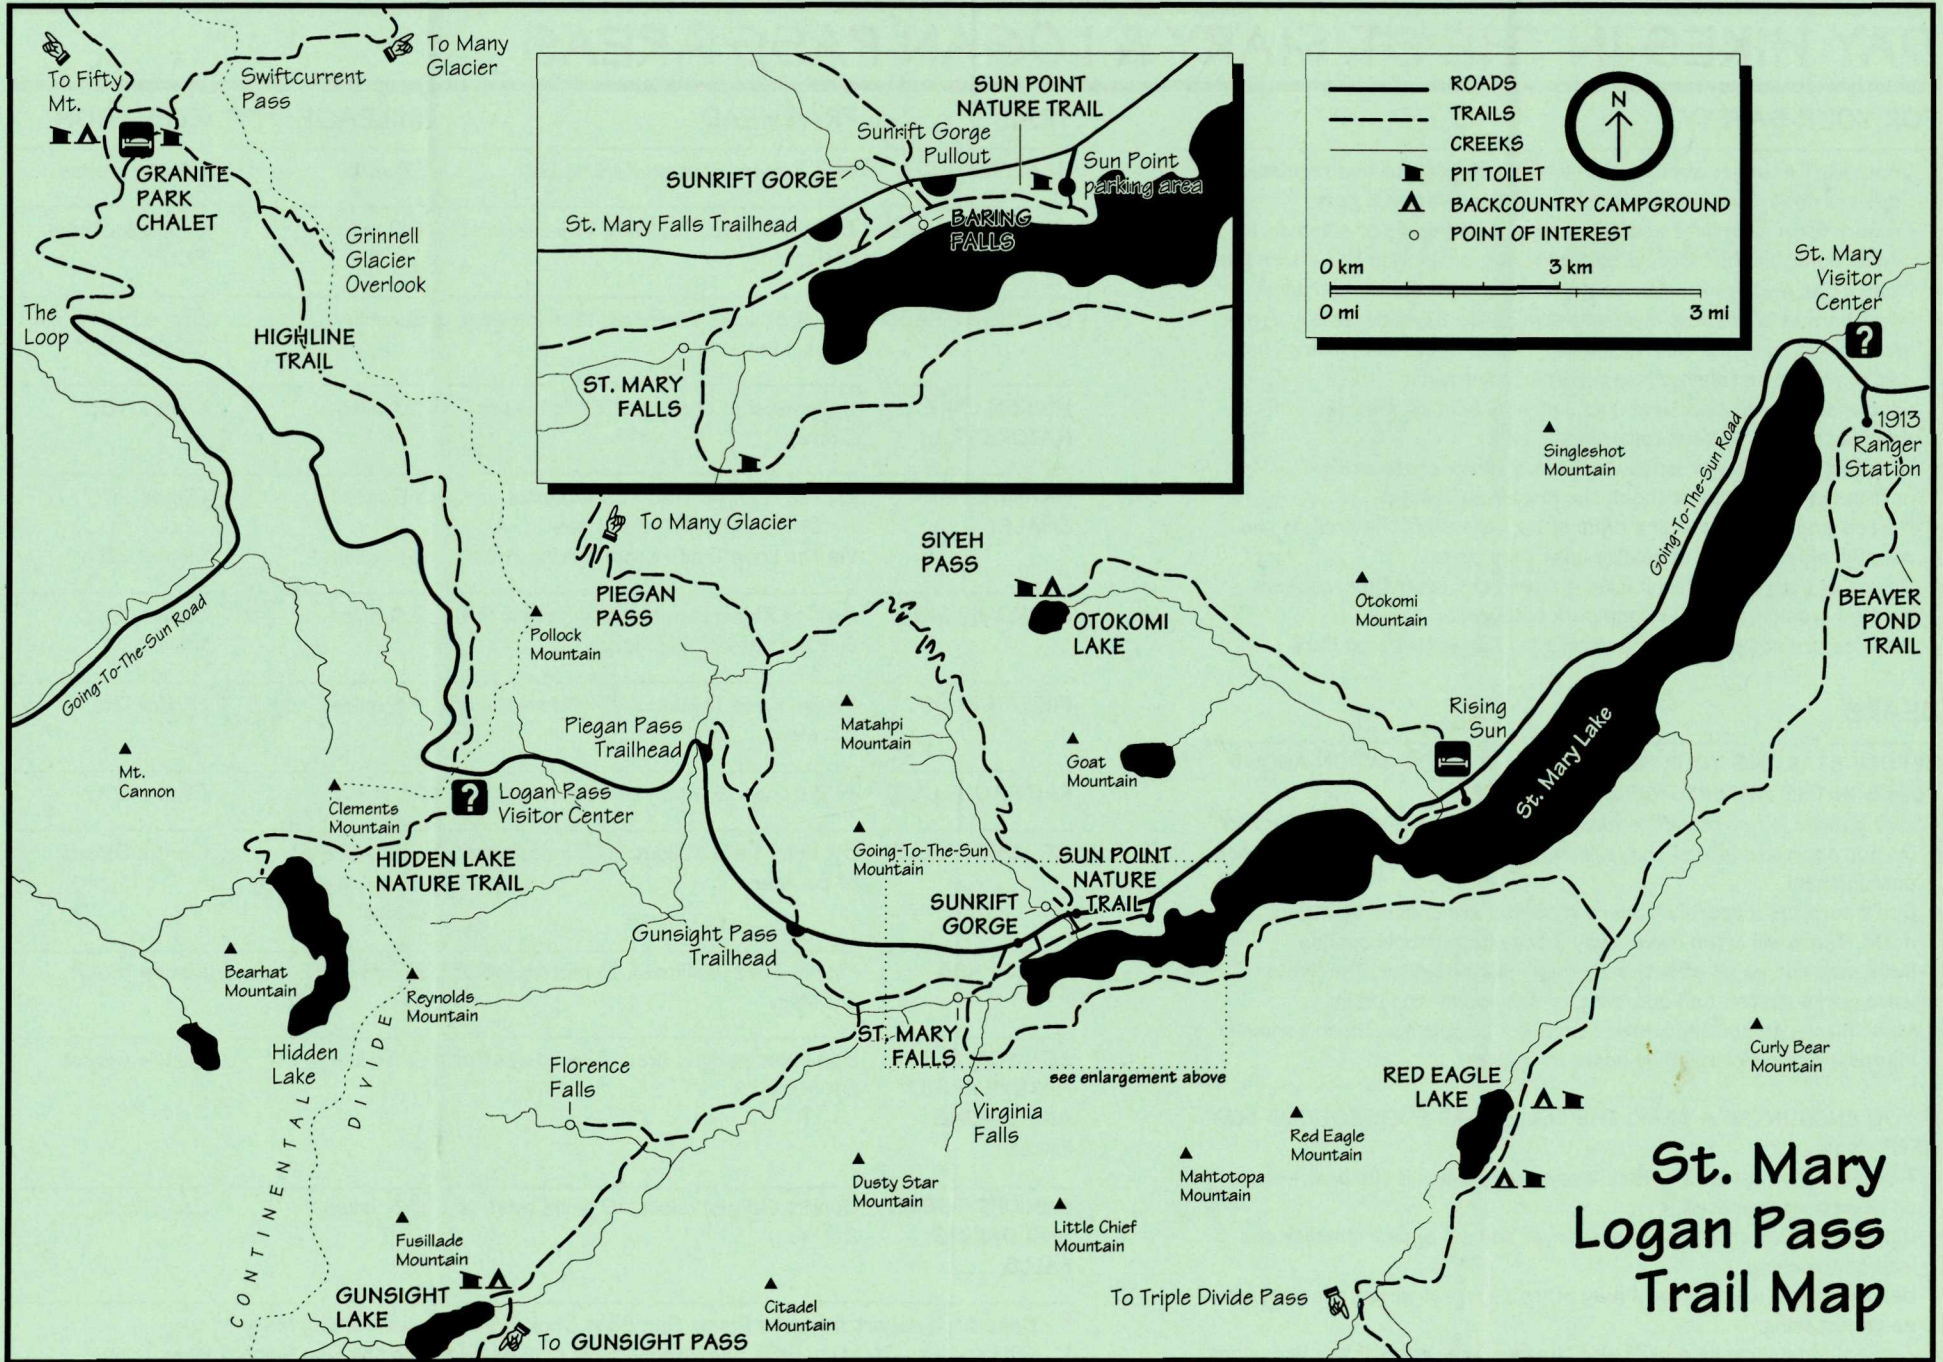 To Many
Glacier
To Fifty
Mt.
Swiftcurrent
Pass
GRANITE
PARK
CHALET
Grinnell
Glacier
Overlook
The
Loop
HIGHLINE
TRAIL
SUN POINT
NATURE TRAIL
Sunrift Gorge
Pullout
Sun Point
parking area
SUNRIFT GORGE
St. Mary Falls Trailhead
BARING
FALLS
ST. MARY
FALLS
ROADS
TRAILS
CREEKS
PIT TOILET
BACKCOUNTRY CAMPGROUND
POINT OF INTEREST
N
0 km 3 km
0 mi 3 mi
St. Mary
Visitor
Center
?
1913
Ranger
Station
Singleshot
Mountain
Going-To-The-Sun Road
To Many Glacier
SIYEH
PASS
PIEGAN
PASS
OTOKOMI
LAKE
Otokomi
Mountain
BEAVER
POND
TRAIL
Going-To-The-Sun Road
Pollock
Mountain
Piegan Pass
Trailhead
Matahpi
Mountain
Goat
Mountain
Rising
Sun
St. Mary Lake
Mt.
Cannon
Clements
Mountain
?
Logan Pass
Visitor Center
HIDDEN LAKE
NATURE TRAIL
Going-To-The-Sun
Mountain
SUN POINT
NATURE
TRAIL
SUNRIFT
GORGE
Gunsight Pass
Trailhead
Bearhat
Mountain
Reynolds
Mountain
ST. MARY
FALLS
Hidden
Lake
Florence
Falls
see enlargement above
Virginia
Falls
RED EAGLE
LAKE
Curly Bear
Mountain
Red Eagle
Mountain
Mahtotopa
Mountain
Dusty Star
Mountain
Little Chief
Mountain
CONTINENTAL
DIVIDE
Fusillade
Mountain
GUNSIGHT
LAKE
Citadel
Mountain
To GUNSIGHT PASS
To Triple Divide Pass
St. Mary
Logan Pass
Trail Map